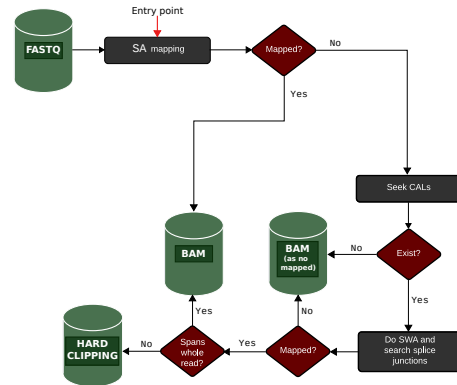 Entry point
FASTQ
SA mapping
Mapped?
No
Yes
Seek CALs
BAM
BAM
(as no
mapped)
No
Exist?
Yes
Yes
No
HARD
CLIPPING
No
Spans
whole
read?
Yes
Mapped?
Do SWA and
search splice
junctions